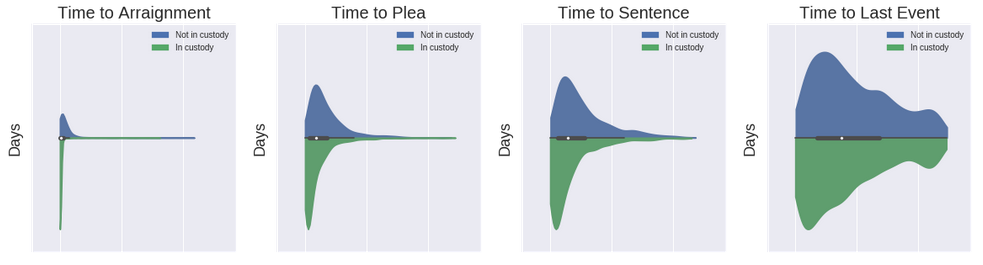 Time to Arraignment
Not in custody
In custody
Days
Time to Plea
Not in custody
In custody
Days
Time to Sentence
Not in custody
In custody
Days
Time to Last Event
Not in custody
In custody
Days